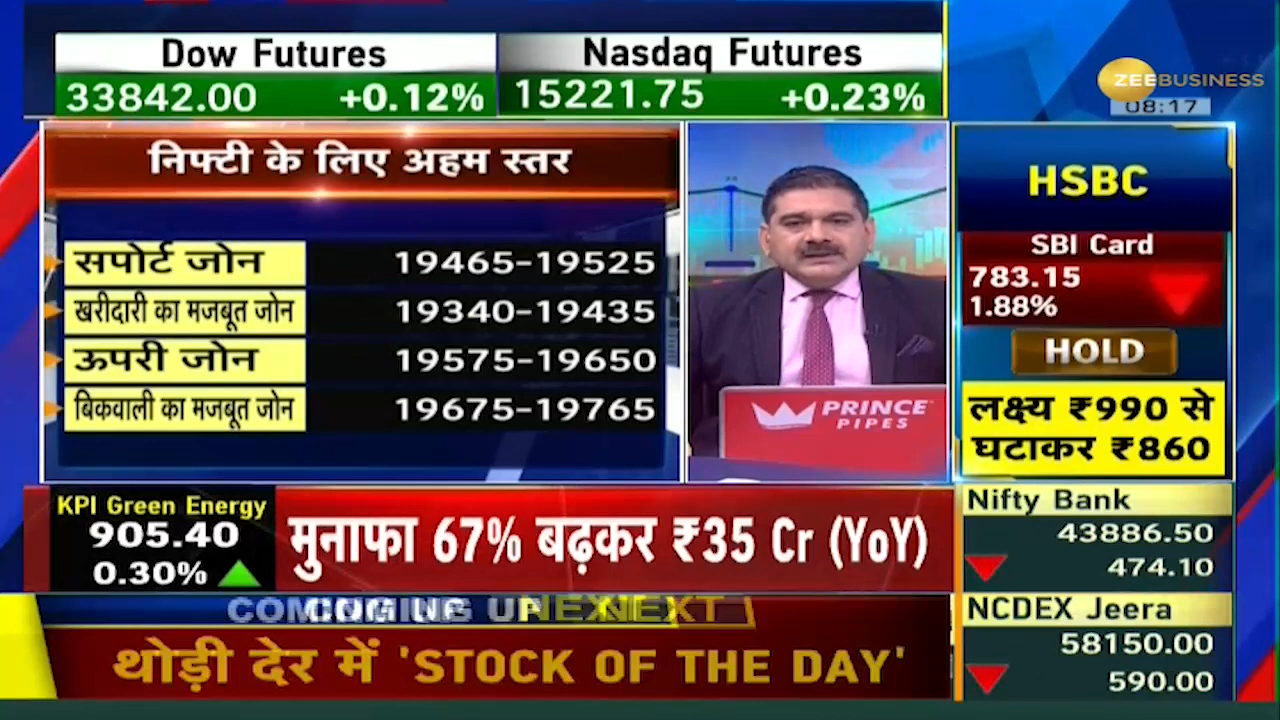 Dow Futures
33842.00 +0.12%
Nasdaq Futures
15221.75 +0.23%
ZEEBUSINESS
08:17
निफ्टी के लिए अहम स्तर
सपोर्ट जोन 19465-19525
खरीदारी का मजबूत जोन 19340-19435
ऊपरी जोन 19575-19650
बिकवाली का मजबूत जोन 19675-19765
PRINCE
PIPES
HSBC
SBI Card
783.15
1.88%
HOLD
लक्ष्य ₹990 से
घटाकर ₹860
KPI Green Energy
905.40
0.30%
मुनाफा 67% बढ़कर ₹35 Cr (YoY)
Nifty Bank
43886.50
474.10
NCDEX Jeera
58150.00
590.00
थोड़ी देर में 'STOCK OF THE DAY'